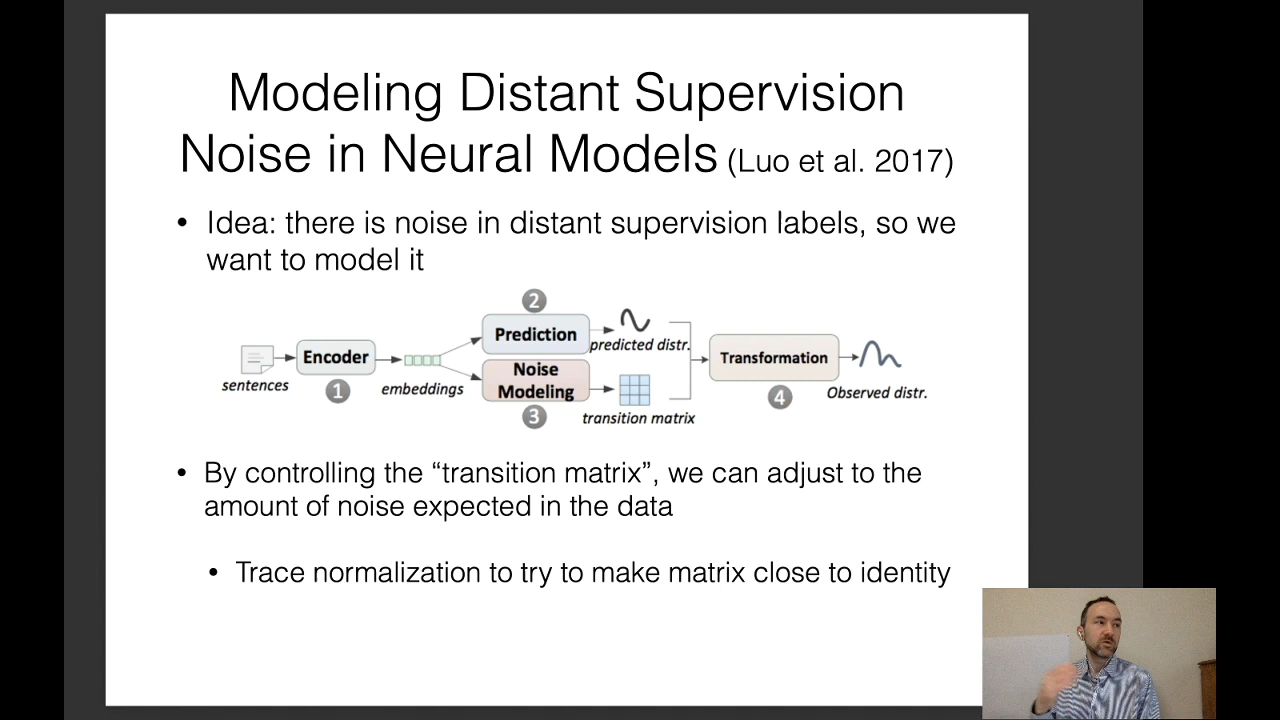 Modeling Distant Supervision
Noise in Neural Models (Luo et al. 2017)
• Idea: there is noise in distant supervision labels, so we
want to model it
2
Prediction
predicted distr.
Encoder
Transformation
sentences
1
embeddings
Noise
Modeling
3
transition matrix
4
Observed distr.
• By controlling the “transition matrix”, we can adjust to the
amount of noise expected in the data
• Trace normalization to try to make matrix close to identity